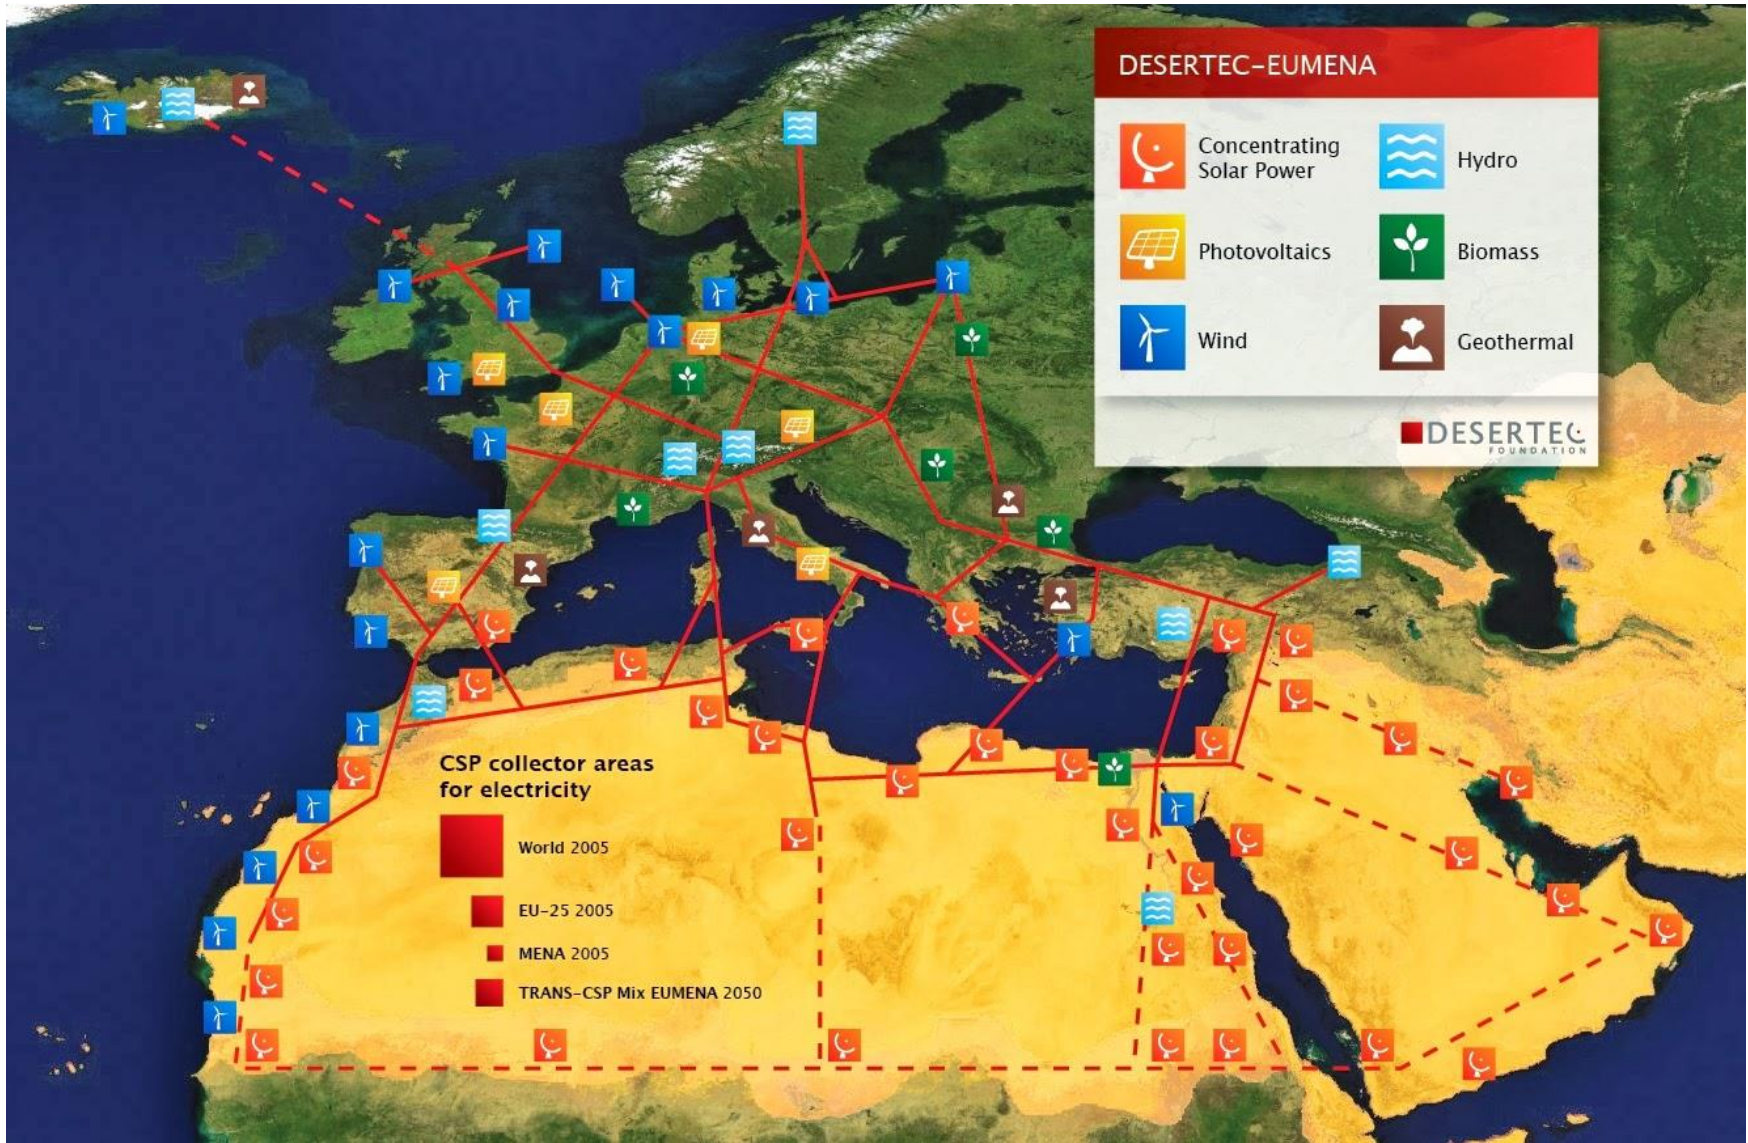 DESERTEC-EUMENA
Concentrating
Solar Power
Hydro
Photovoltaics
Biomass
Wind
Geothermal
DESERTEC
FOUNDATION
CSP collector areas
for electricity
World 2005
EU-25 2005
MENA 2005
TRANS-CSP Mix EUMENA 2050